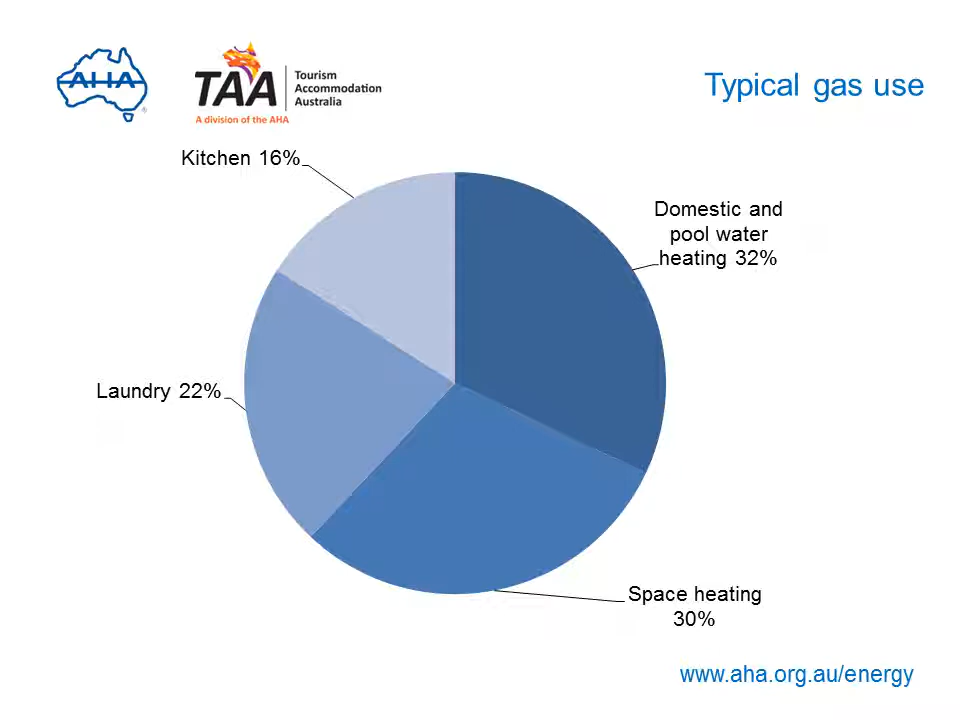 AHA
®
TAA
Tourism
Accommodation
Australia
A division of the AHA
Typical gas use
Kitchen 16%
Domestic and
pool water
heating 32%
Laundry 22%
Space heating
30%
www.aha.org.au/energy